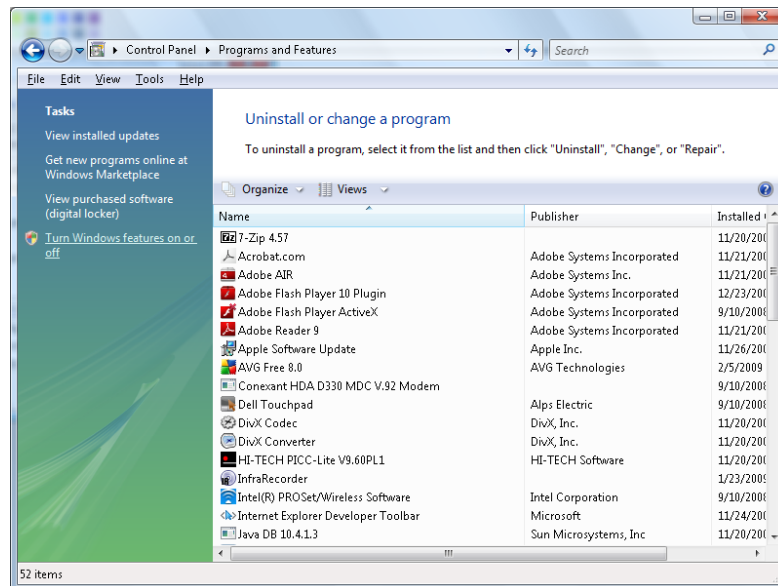 Control Panel Programs and Features Search
File Edit View Tools Help
Tasks
View installed updates
Get new programs online at
Windows Marketplace
View purchased software
(digital locker)
Turn Windows features on or
off
Uninstall or change a program
To uninstall a program, select it from the list and then click "Uninstall", "Change", or "Repair".
Organize Views
Name Publisher Installed
7-Zip 4.57 11/20/200
Acrobat.com Adobe Systems Incorporated 11/21/200
Adobe AIR Adobe Systems Inc. 11/21/200
Adobe Flash Player 10 Plugin Adobe Systems Incorporated 12/23/200
Adobe Flash Player ActiveX Adobe Systems Incorporated 9/10/2008
Adobe Reader 9 Adobe Systems Incorporated 11/21/200
Apple Software Update Apple Inc. 11/26/200
AVG Free 8.0 AVG Technologies 2/5/2009
Conexant HDA D330 MDC V.92 Modem 9/10/2008
Dell Touchpad Alps Electric 9/10/2008
DivX Codec DivX, Inc. 11/20/200
DivX Converter DivX, Inc. 11/20/200
HI-TECH PICC-Lite V9.60PL1 HI-TECH Software 11/20/200
InfraRecorder 1/23/2009
Intel(R) PROSet/Wireless Software Intel Corporation 9/10/2008
Internet Explorer Developer Toolbar Microsoft 11/24/200
Java DB 10.4.1.3 Sun Microsystems, Inc 11/20/200
52 items